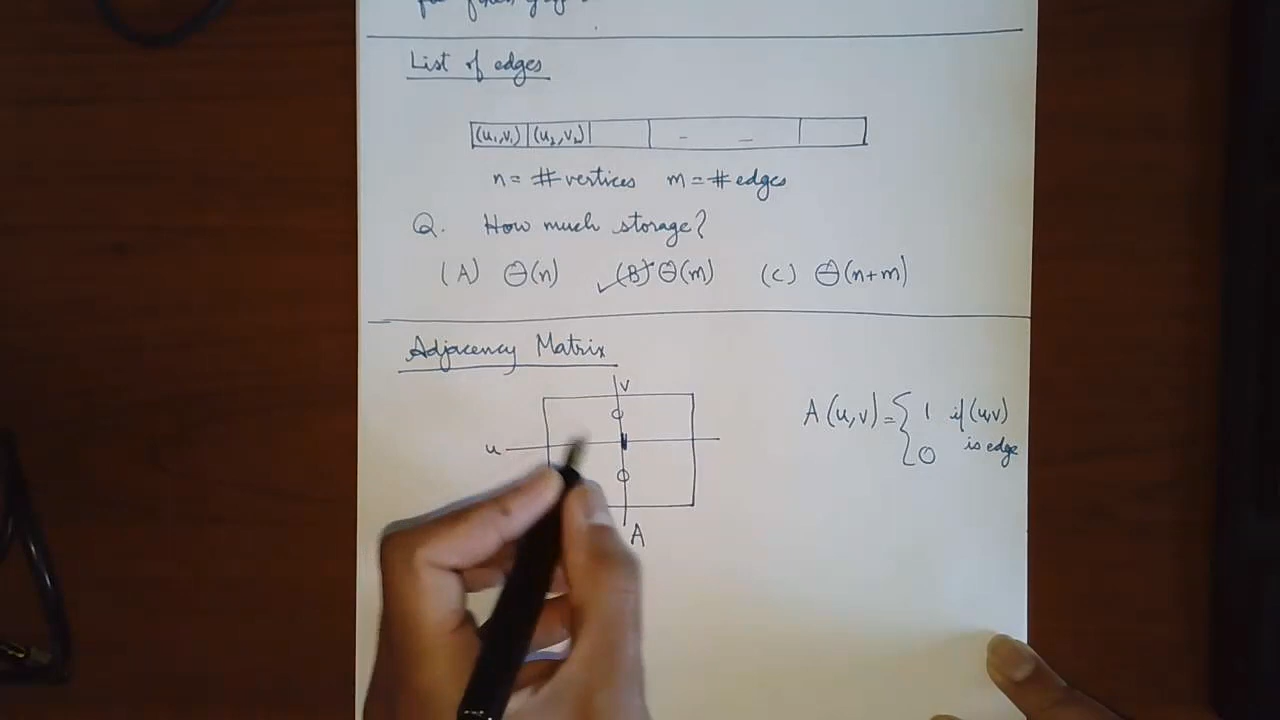 List of edges
(u₁,v₁) (u₂,v₂) – –
n = # vertices m = # edges
Q. How much storage?
(A) Θ(n) ✓(B) Θ(m) (C) Θ(n+m)
Adjacency Matrix
v
u
A
A(u,v) = { 1 if (u,v)
is edge
0